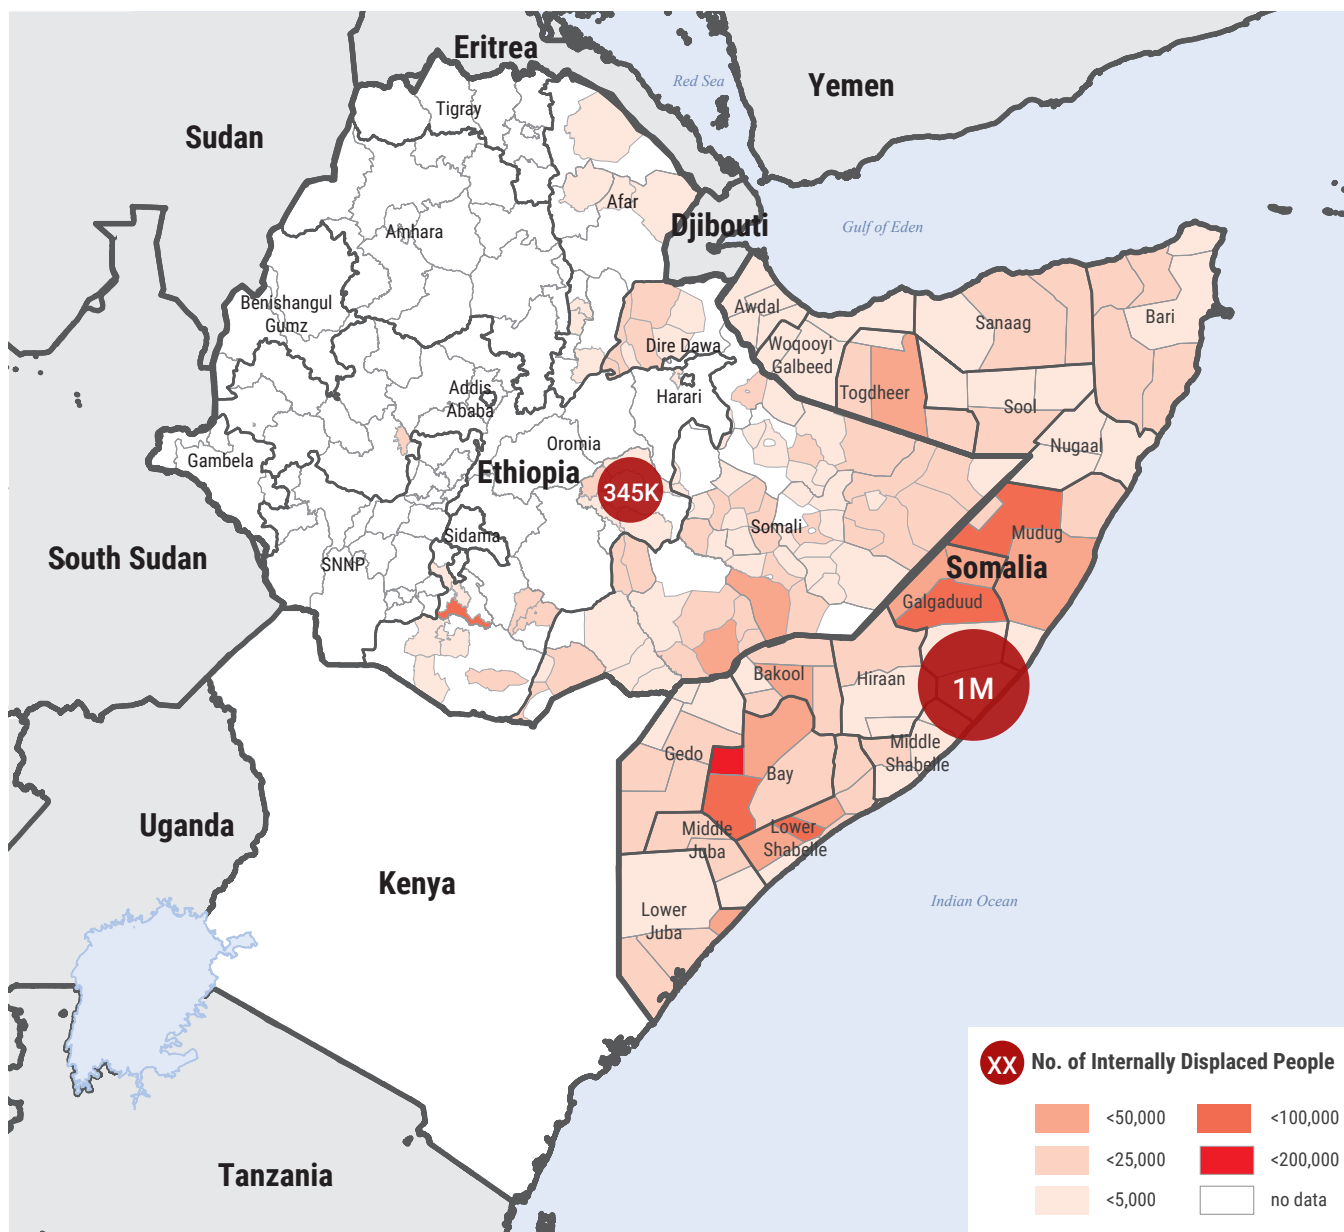 Eritrea
Red Sea
Yemen
Tigray
Sudan
Afar
Djibouti
Amhara
Gulf of Eden
Benishangul
Gumz
Awdal
Sanaag
Bari
Dire Dawa
Woqooyi
Galbeed
Addis
Ababa
Harari
Togdheer
Sool
Oromia
Nugaal
Gambela
Ethiopia
345K
Somali
Mudug
Sidama
South Sudan
SNNP
Somalia
Galgaduud
Bakool
Hiraan
1M
Middle
Shabelle
Gedo
Bay
Uganda
Middle
Juba
Lower
Shabelle
Kenya
Indian Ocean
Lower
Juba
Tanzania
XX No. of Internally Displaced People
<50,000 <100,000
<25,000 <200,000
<5,000 no data